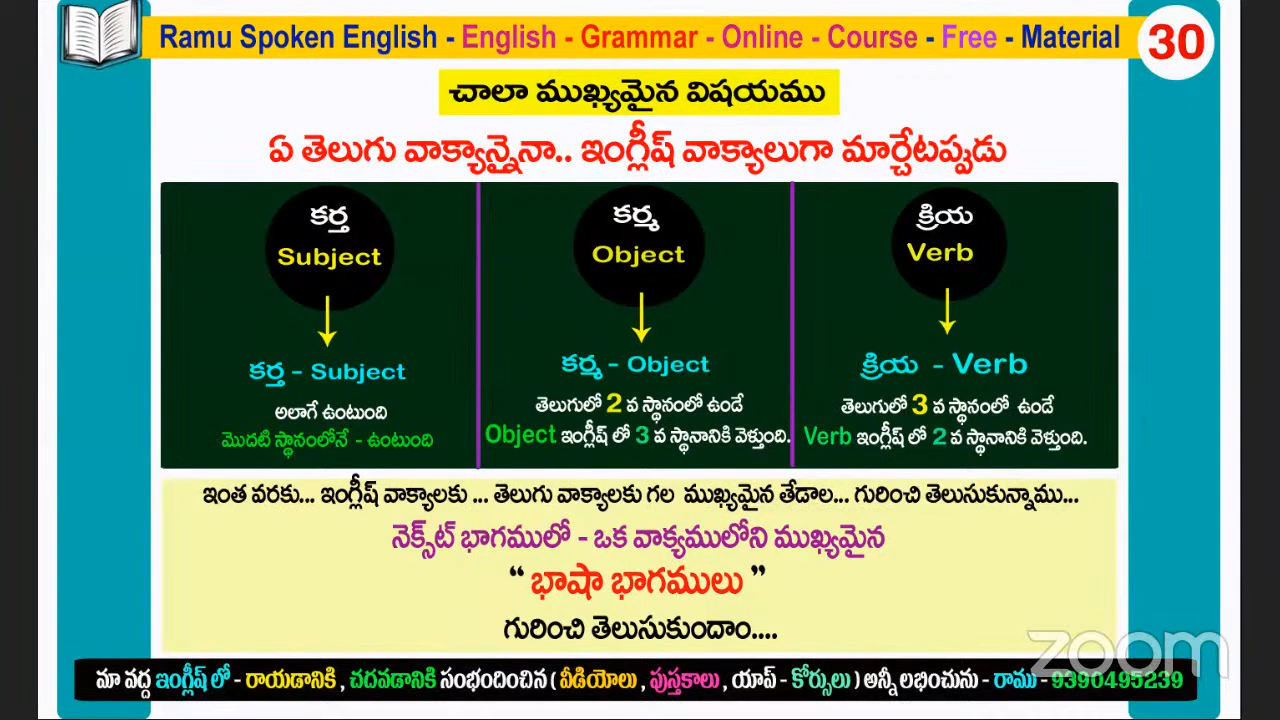 Ramu Spoken English - English - Grammar - Online - Course - Free - Material 30
చాలా ముఖ్యమైన విషయము
ఏ తెలుగు వాక్యాన్నైనా.. ఇంగ్లీష్ వాక్యాలుగా మార్చేటప్పుడు
కర్త
Subject
కర్త - Subject
అలాగే ఉంటుంది
మొదటి స్థానంలోనే - ఉంటుంది
కర్మ
Object
కర్మ - Object
తెలుగులో 2 వ స్థానంలో ఉండే
Object ఇంగ్లీష్ లో 3 వ స్థానానికి వెళ్తుంది.
క్రియ
Verb
క్రియ - Verb
తెలుగులో 3 వ స్థానంలో ఉండే
Verb ఇంగ్లీష్ లో 2 వ స్థానానికి వెళ్తుంది.
ఇంత వరకు... ఇంగ్లీష్ వాక్యాలకు ... తెలుగు వాక్యాలకు గల ముఖ్యమైన తేడాల... గురించి తెలుసుకున్నాము...
నెక్స్ట్ భాగములో - ఒక వాక్యములోని ముఖ్యమైన
“ భాషా భాగములు ”
గురించి తెలుసుకుందాం....
zoom
మా వద్ద ఇంగ్లీష్ లో - రాయడానికి , చదవడానికి సంభందించిన ( వీడియోలు , పుస్తకాలు , యాప్ - కోర్సులు ) అన్నీ లభించును - రాము - 9390495239